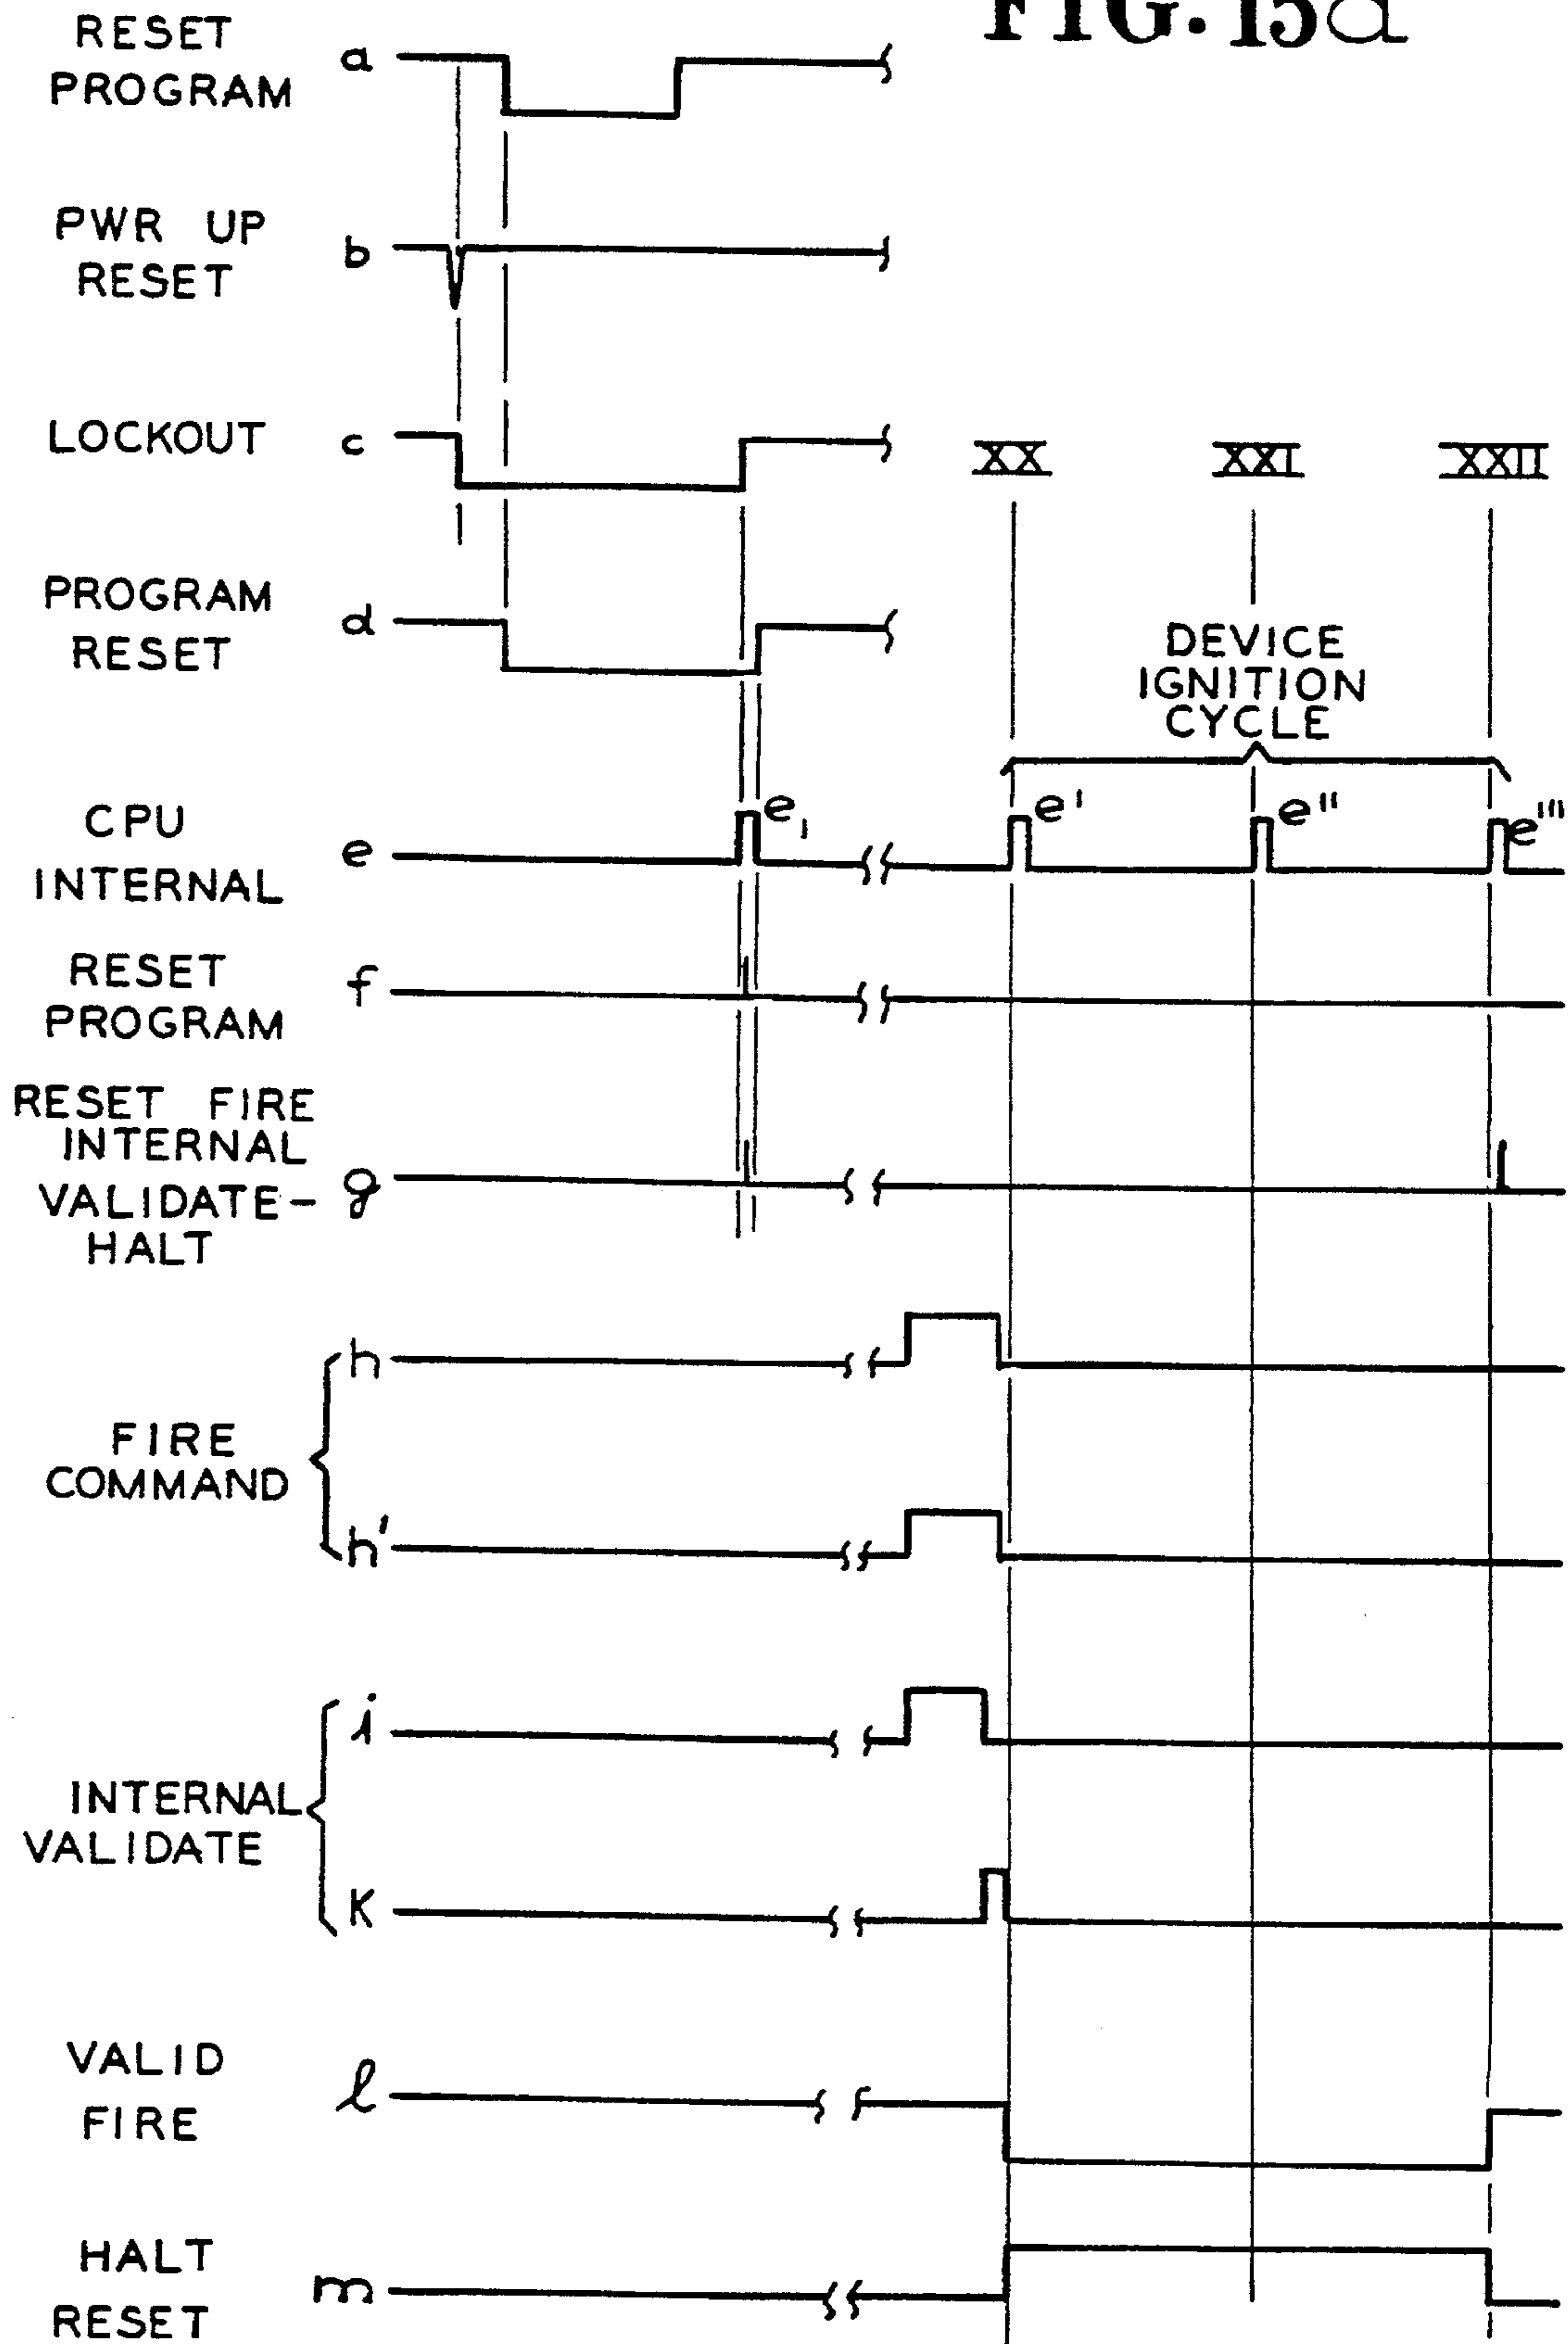 FIG. 15a
RESET
PROGRAM
a
PWR UP
RESET
b
LOCKOUT
c
XX
XXI
XXII
PROGRAM
RESET
d
DEVICE
IGNITION
CYCLE
CPU
INTERNAL
e
e₁
e'
e"
e'"
RESET
PROGRAM
f
RESET FIRE
INTERNAL
VALIDATE-
HALT
g
h
FIRE
COMMAND
h'
i
INTERNAL
VALIDATE
K
VALID
FIRE
l
HALT
RESET
m